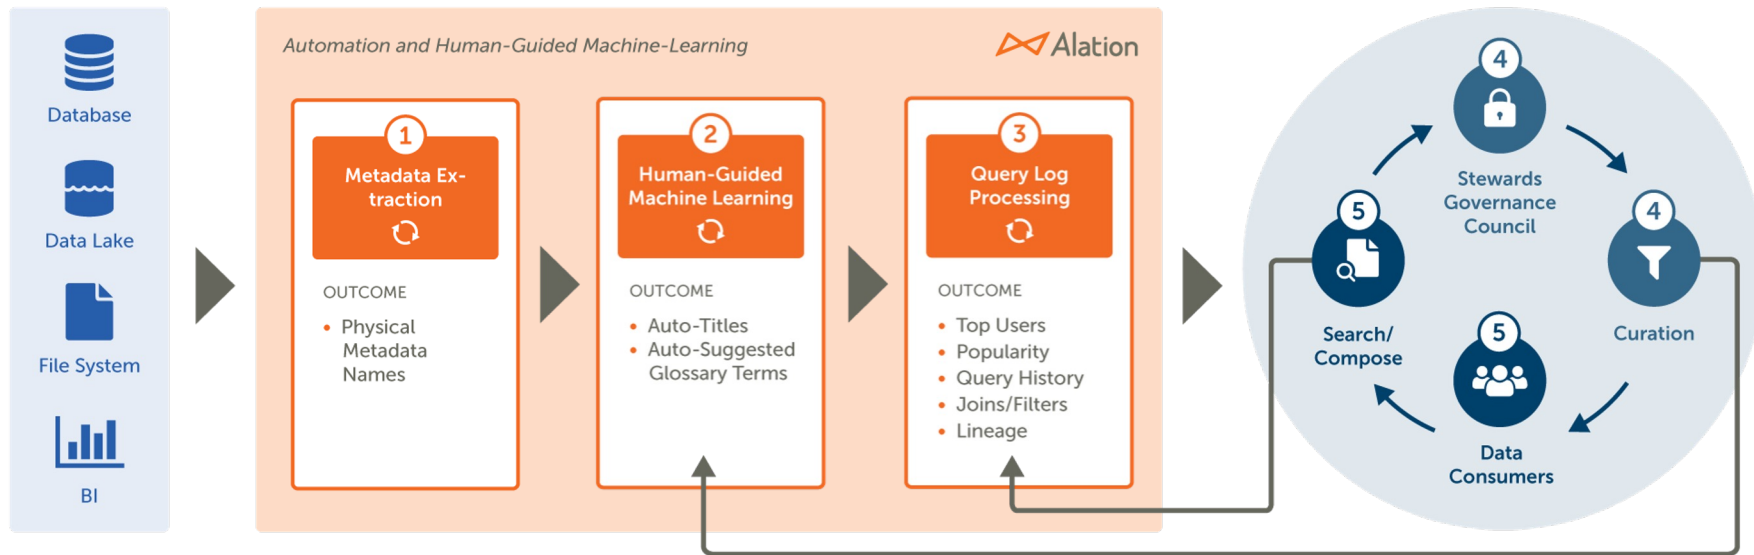 Database
Data Lake
File System
BI
Automation and Human-Guided Machine-Learning
Alation
1
Metadata Ex-
traction
OUTCOME
• Physical
Metadata
Names
2
Human-Guided
Machine Learning
OUTCOME
• Auto-Titles
• Auto-Suggested
Glossary Terms
3
Query Log
Processing
OUTCOME
• Top Users
• Popularity
• Query History
• Joins/Filters
• Lineage
4
Stewards
Governance
Council
4
Curation
5
Data
Consumers
5
Search/
Compose